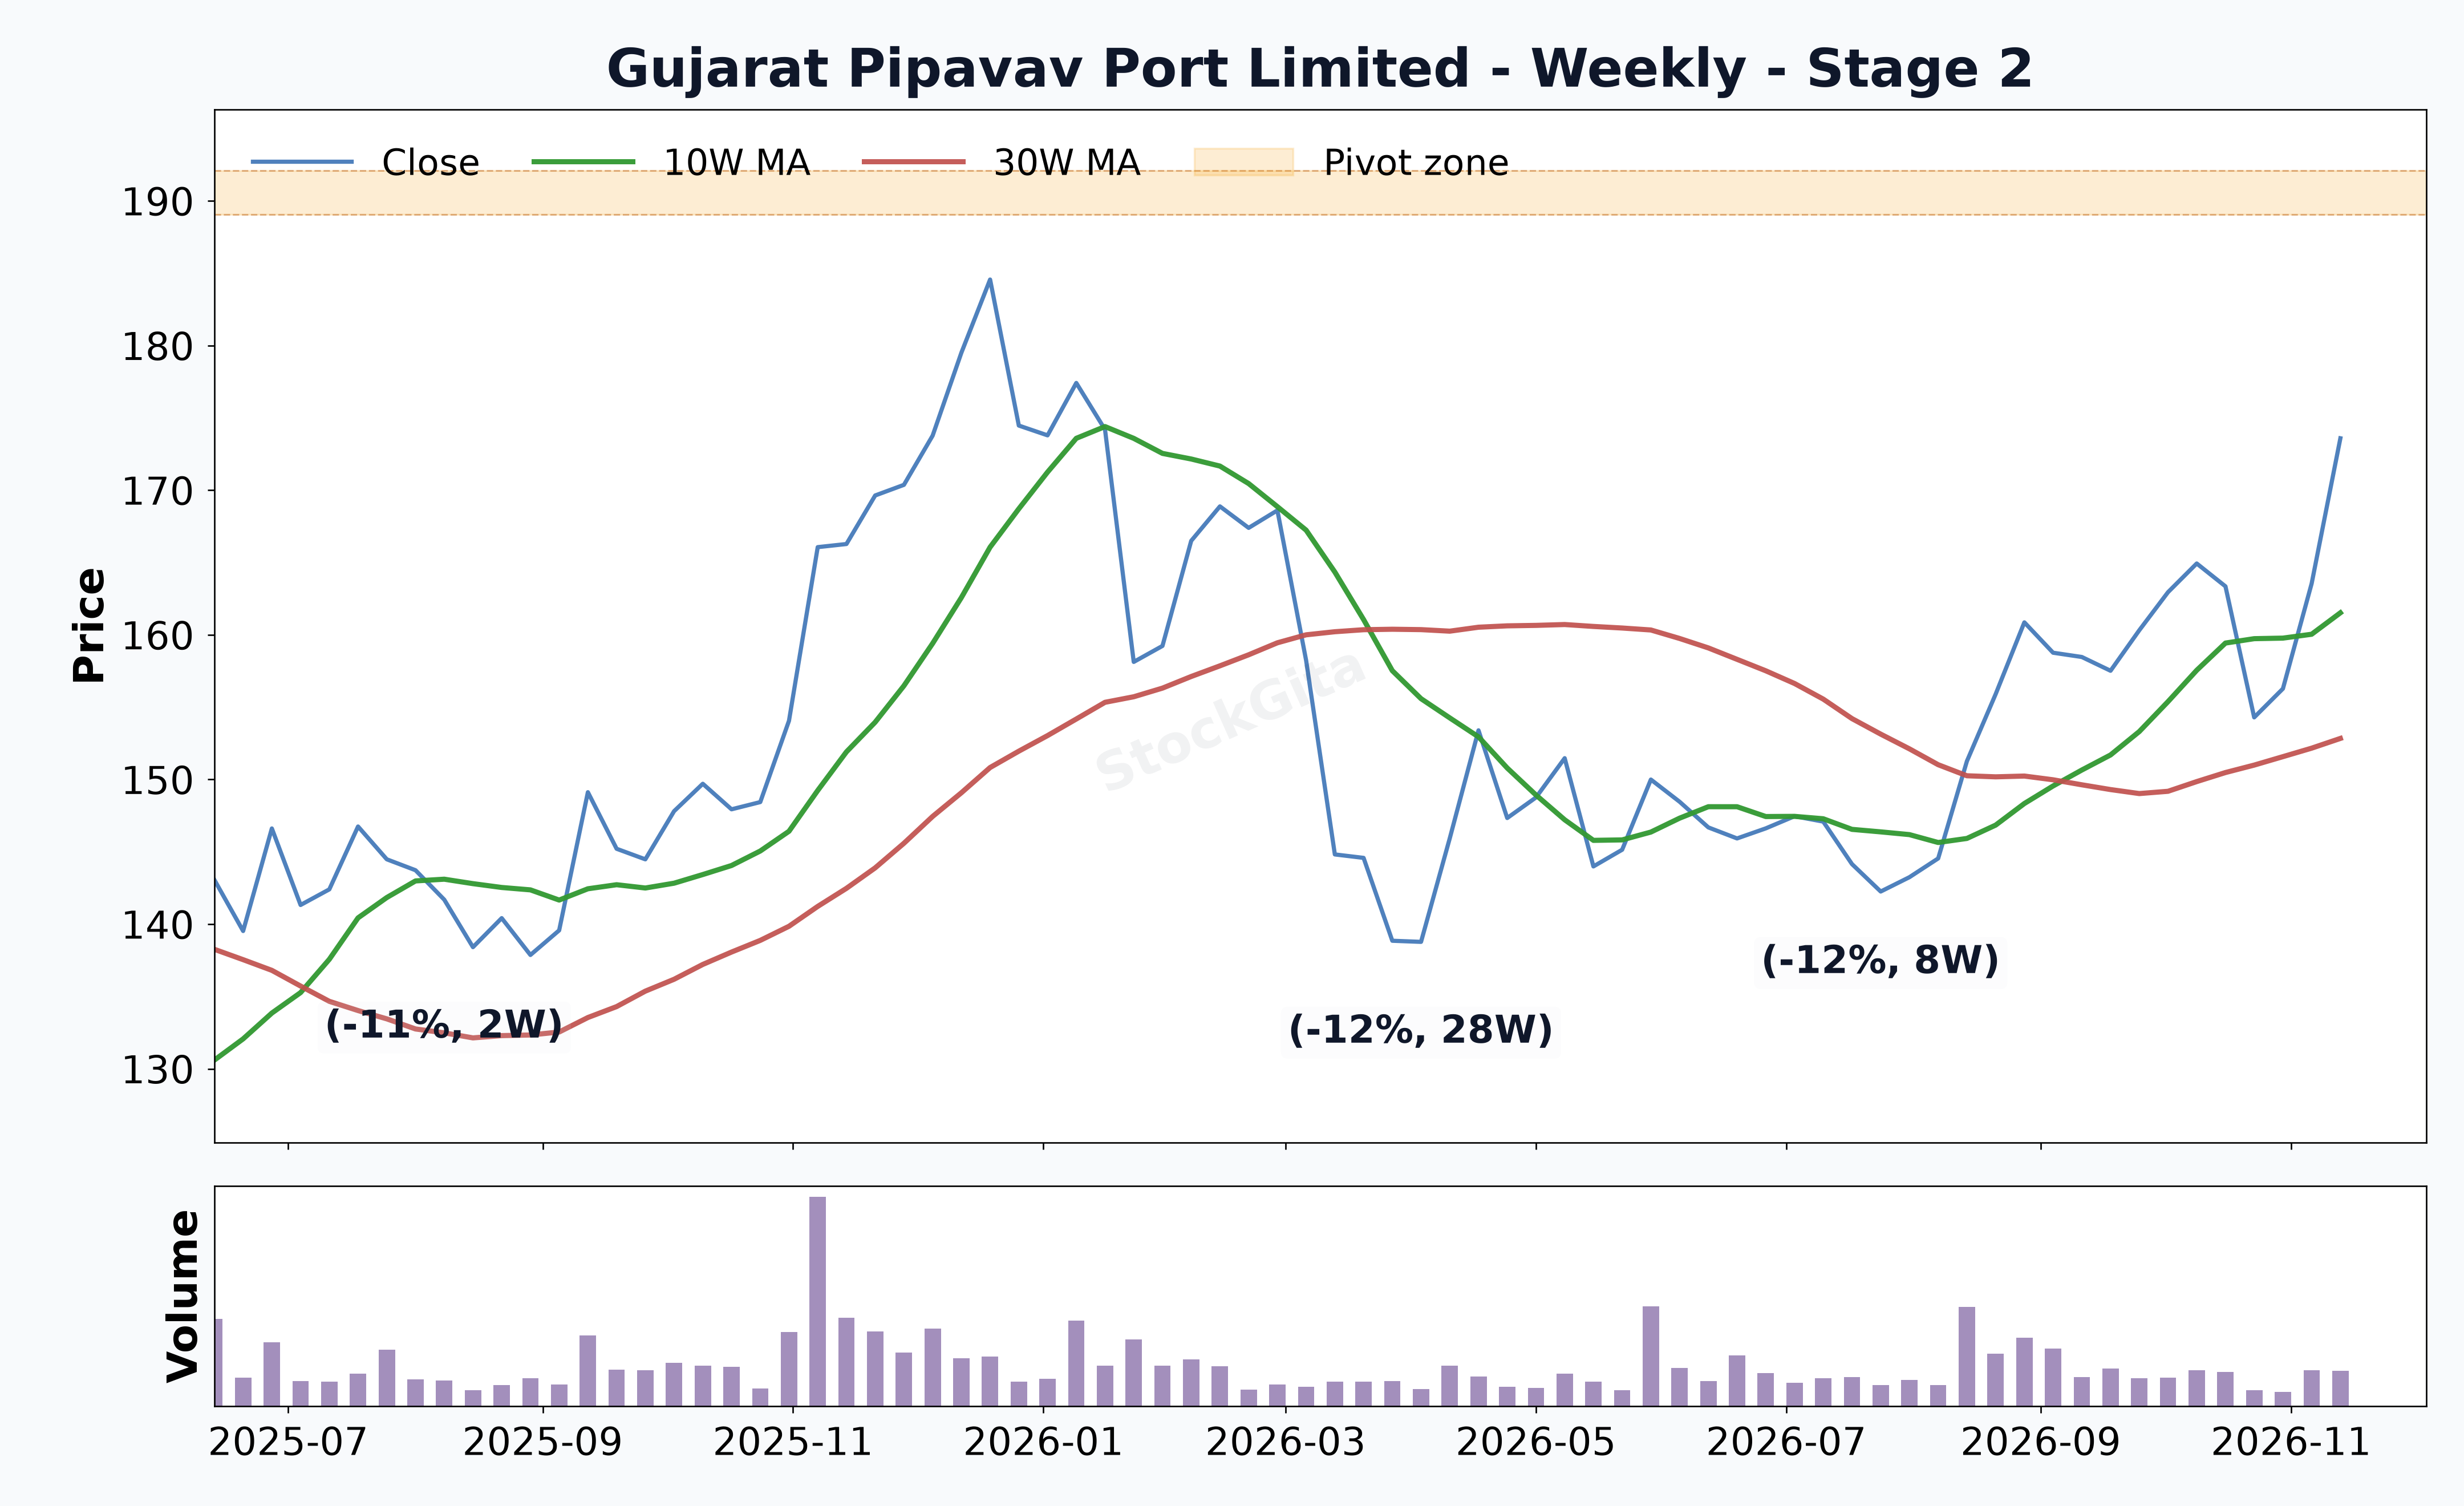 Gujarat Pipavav Port Limited - Weekly - Stage 2
Close 10W MA 30W MA Pivot zone
190
180
170
160
150
140
130
Price
StockGita
(-11%, 2W)
(-12%, 28W)
(-12%, 8W)
Volume
2025-07 2025-09 2025-11 2026-01 2026-03 2026-05 2026-07 2026-09 2026-11